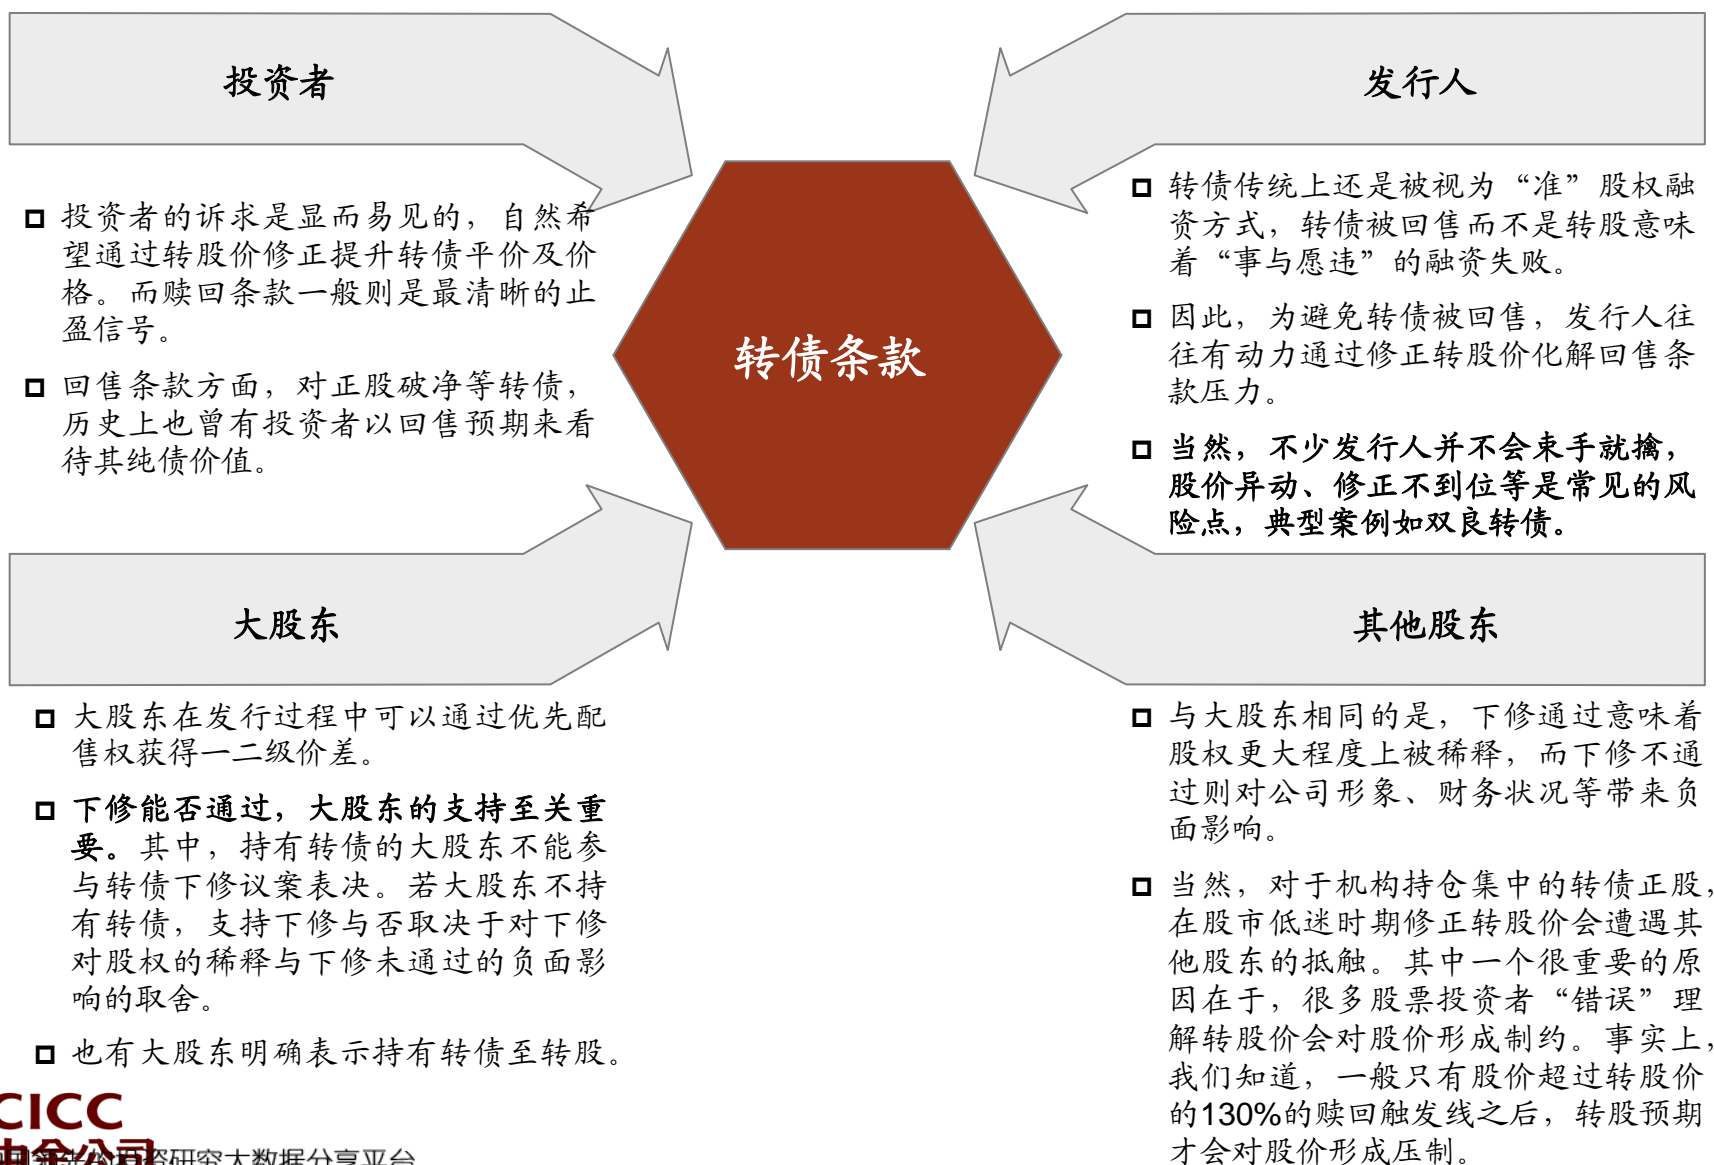 投资者
投资者的诉求是显而易见的，自然希
望通过转股价修正提升转债平价及价
格。而赎回条款一般则是最清晰的止
盈信号。
回售条款方面，对正股破净等转债，
历史上也曾有投资者以回售预期来看
待其纯债价值。
发行人
转债传统上还是被视为“准”股权融
资方式，转债被回售而不是转股意味
着“事与愿违”的融资失败。
因此，为避免转债被回售，发行人往
往有动力通过修正转股价化解回售条
款压力。
当然，不少发行人并不会束手就擒，
股价异动、修正不到位等是常见的风
险点，典型案例如双良转债。
转债条款
大股东
大股东在发行过程中可以通过优先配
售权获得一二级价差。
下修能否通过，大股东的支持至关重
要。其中，持有转债的大股东不能参
与转债下修议案表决。若大股东不持
有转债，支持下修与否取决于对下修
对股权的稀释与下修未通过的负面影
响的取舍。
也有大股东明确表示持有转债至转股。
其他股东
与大股东相同的是，下修通过意味着
股权更大程度上被稀释，而下修不通
过则对公司形象、财务状况等带来负
面影响。
当然，对于机构持仓集中的转债正股，
在股市低迷时期修正转股价会遭遇其
他股东的抵触。其中一个很重要的原
因在于，很多股票投资者“错误”理
解转股价会对股价形成制约。事实上，
我们知道，一般只有股价超过转股价
的130%的赎回触发线之后，转股预期
才会对股价形成压制。
CICC
中金公司
投资研究大数据分享平台